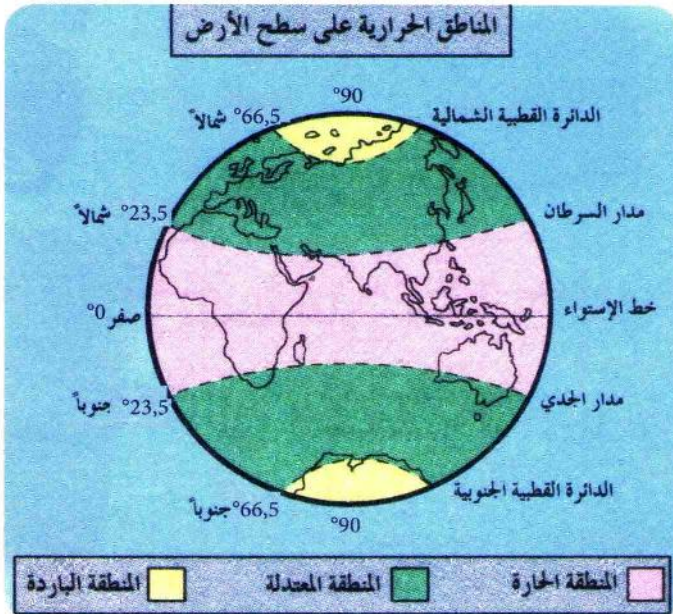 المناطق الحرارية على سطح الأرض
°90
الدائرة القطبية الشمالية
°66,5 شمالاً
مدار السرطان
°23,5 شمالاً
خط الإستواء
°0 صفر
مدار الجدي
°23,5 جنوباً
الدائرة القطبية الجنوبية
°66,5 جنوباً
°90
المنطقة الحارة
المنطقة المعتدلة
المنطقة الباردة